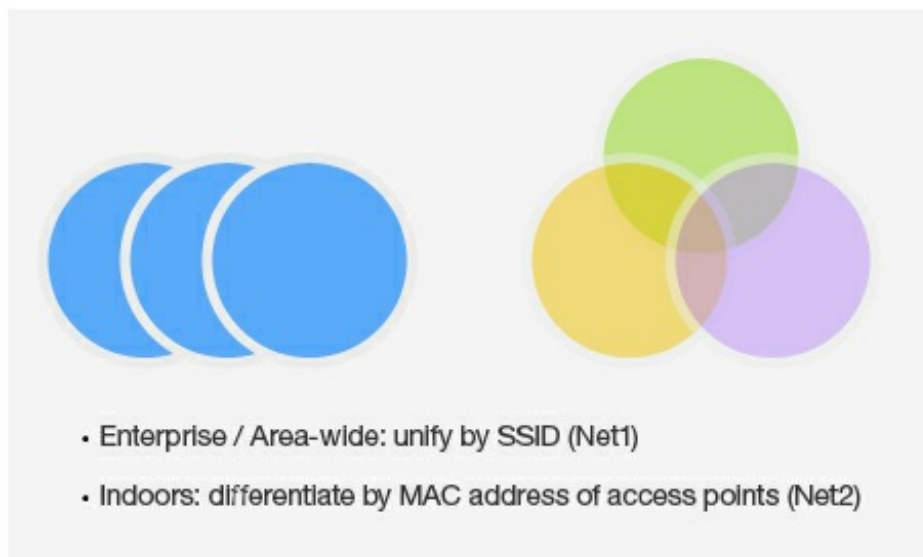 • Enterprise / Area-wide: unify by SSID (Net1)
• Indoors: differentiate by MAC address of access points (Net2)